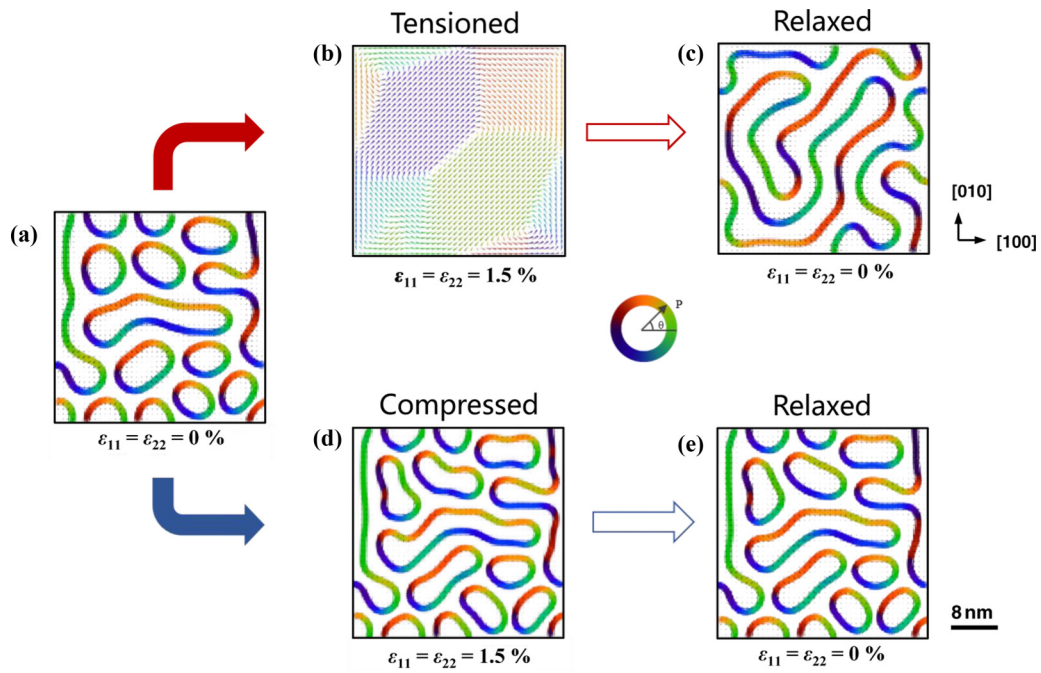 Tensioned
Relaxed
(b)
(c)
(a)
[010]
[100]
ε11 = ε22 = 1.5 %
ε11 = ε22 = 0 %
P
θ
ε11 = ε22 = 0 %
Compressed
Relaxed
(d)
(e)
8 nm
ε11 = ε22 = 1.5 %
ε11 = ε22 = 0 %